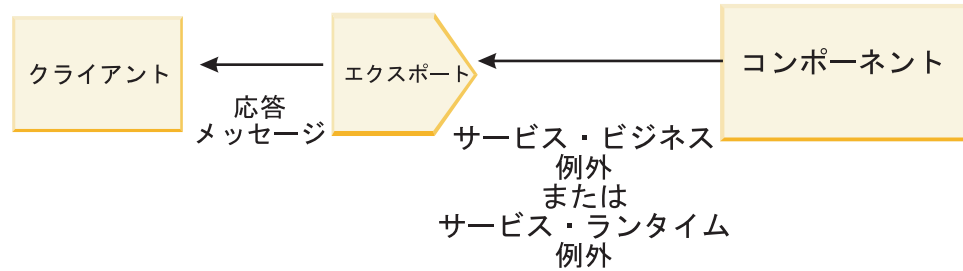 クライアント
応答
メッセージ
エクスポート
サービス・ビジネス
例外
または
サービス・ランタイム
例外
コンポーネント